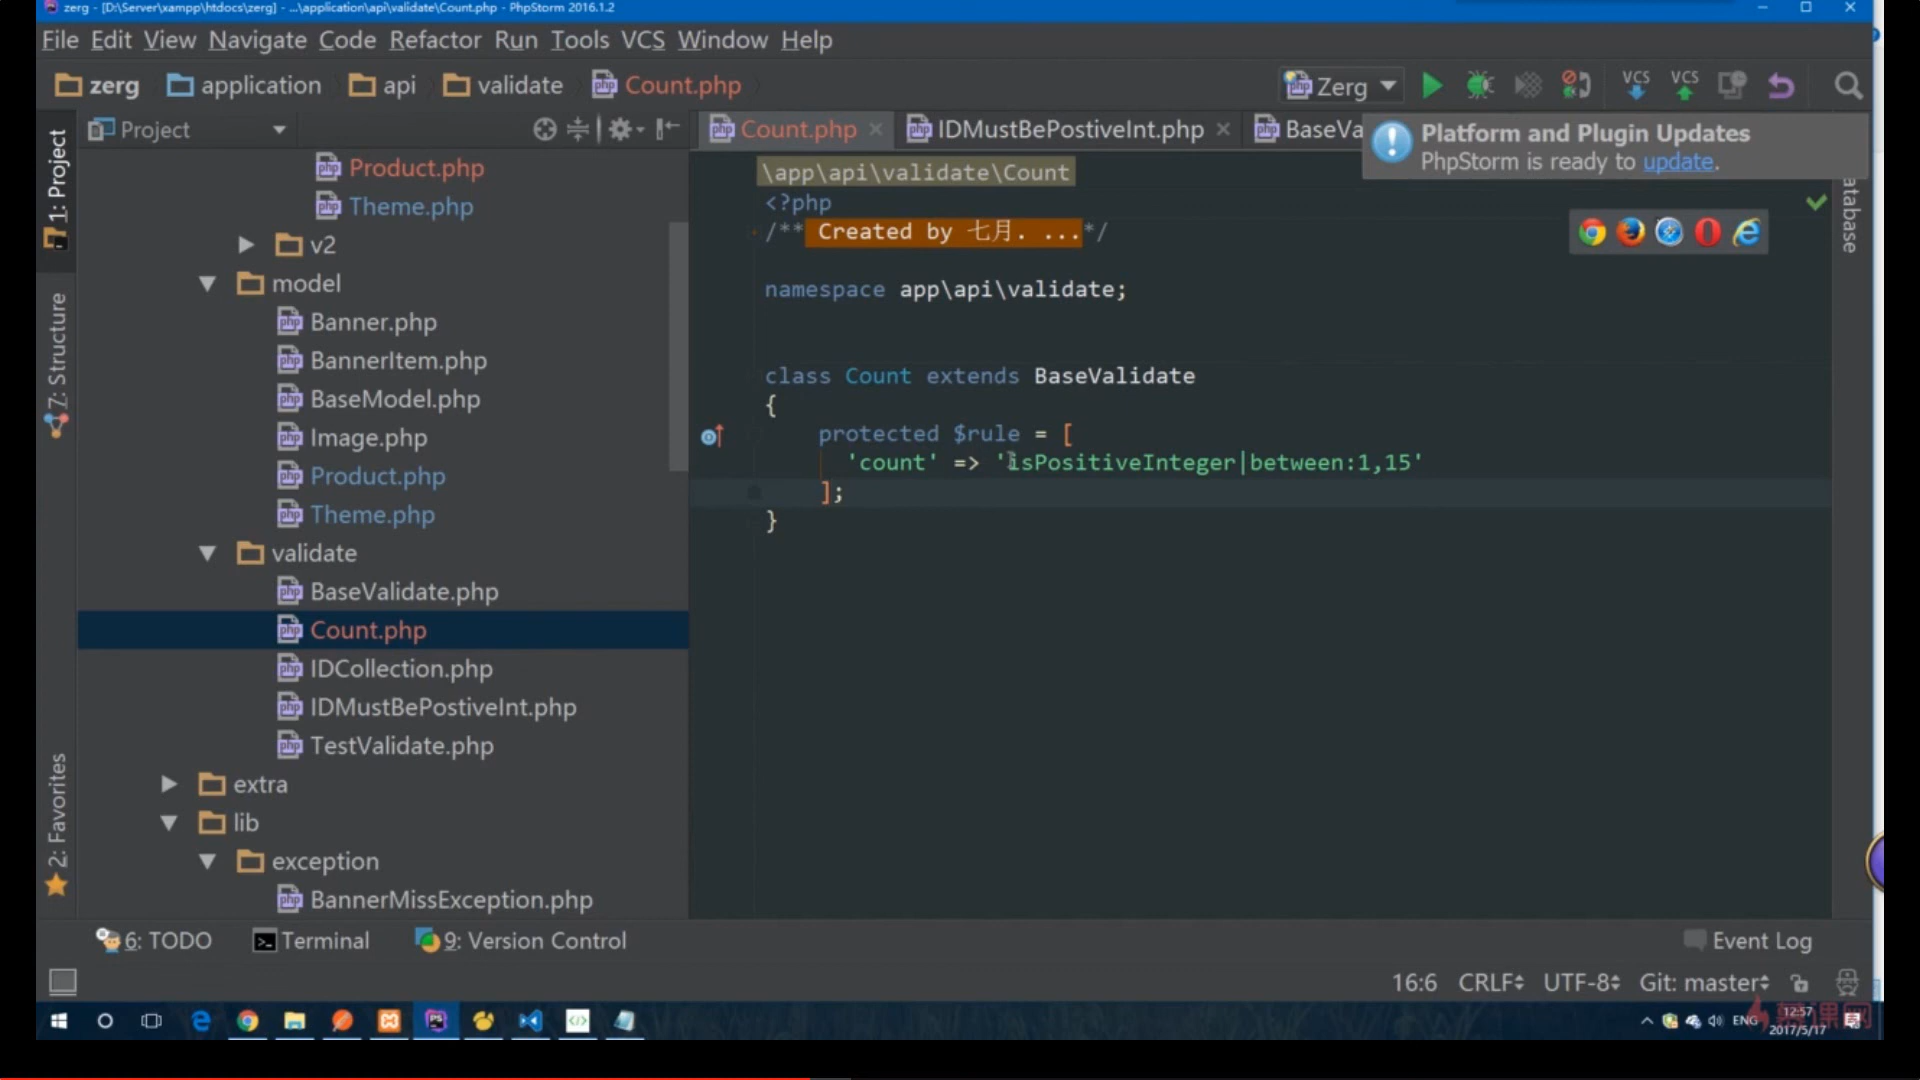 zerg - [D:\Server\xampp\htdocs\zerg] - ...\application\api\validate\Count.php - PhpStorm 2016.1.2
File Edit View Navigate Code Refactor Run Tools VCS Window Help
zerg application api validate Count.php
Zerg VCS VCS
Project
Count.php IDMustBePostiveInt.php BaseVa
Platform and Plugin Updates
PhpStorm is ready to update.
1: Project
7: Structure
2: Favorites
Product.php
Theme.php
v2
model
Banner.php
BannerItem.php
BaseModel.php
Image.php
Product.php
Theme.php
validate
BaseValidate.php
Count.php
IDCollection.php
IDMustBePostiveInt.php
TestValidate.php
extra
lib
exception
BannerMissException.php
\app\api\validate\Count
<?php
/** Created by 七月. ...*/
namespace app\api\validate;
class Count extends BaseValidate
{
protected $rule = [
'count' => 'isPositiveInteger|between:1,15'
];
}
atabase
6: TODO Terminal 9: Version Control Event Log
16:6 CRLF UTF-8 Git: master
ENG 12:57
2017/5/17
慕课网